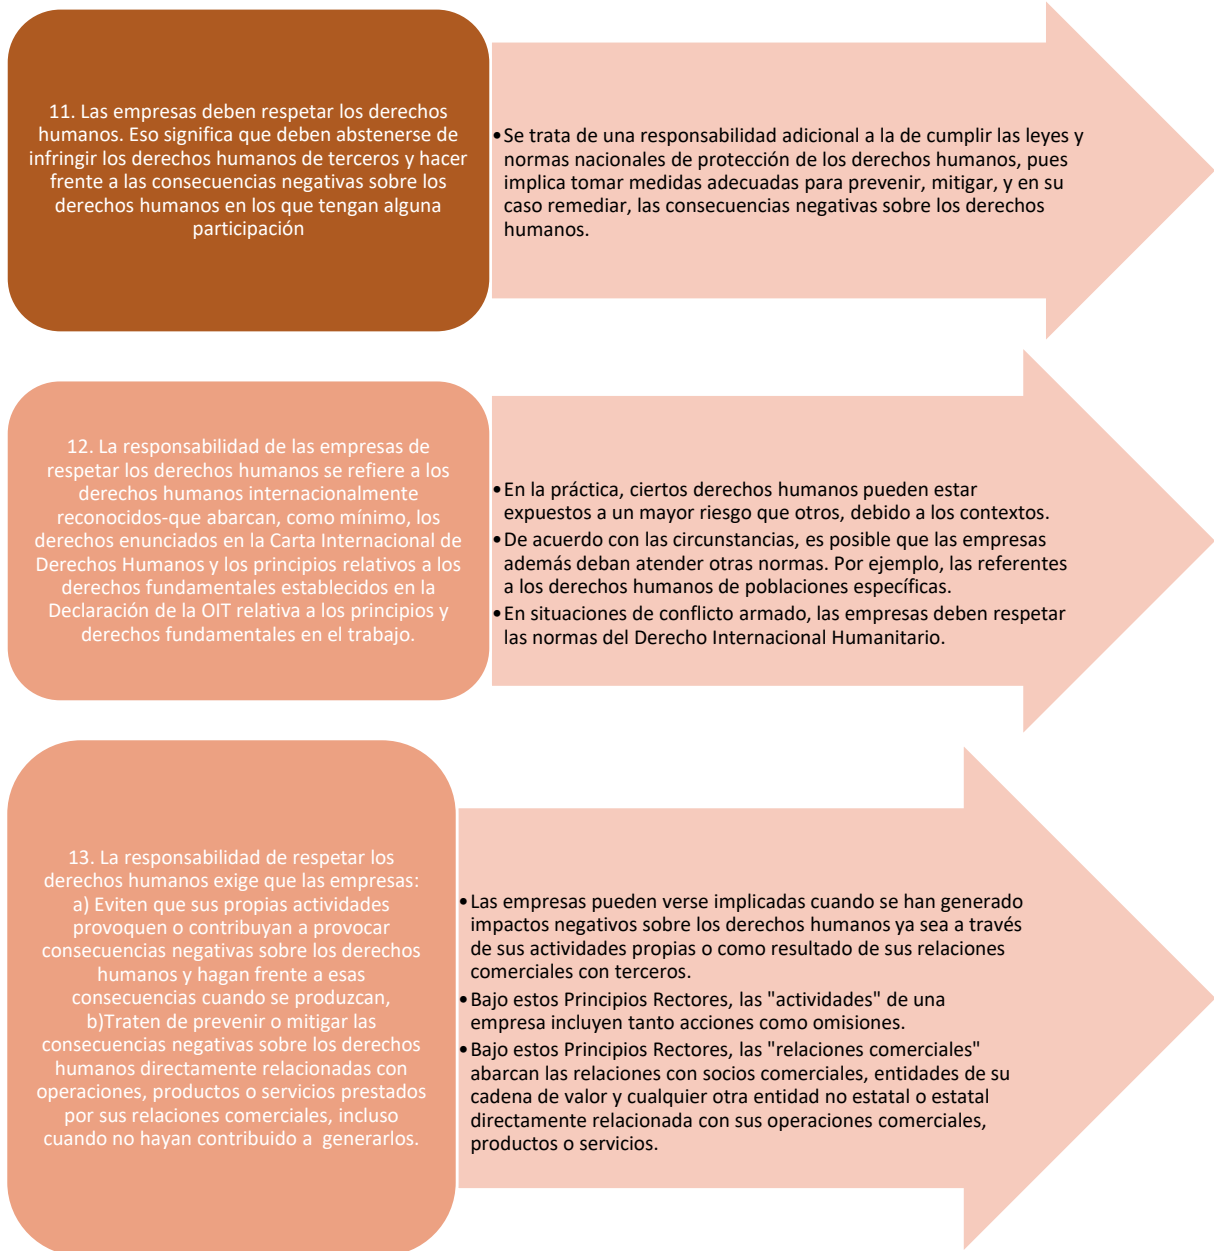 11. Las empresas deben respetar los derechos
humanos. Eso significa que deben abstenerse de
infringir los derechos humanos de terceros y hacer
frente a las consecuencias negativas sobre los
derechos humanos en los que tengan alguna
participación
•Se trata de una responsabilidad adicional a la de cumplir las leyes y
normas nacionales de protección de los derechos humanos, pues
implica tomar medidas adecuadas para prevenir, mitigar, y en su
caso remediar, las consecuencias negativas sobre los derechos
humanos.
12. La responsabilidad de las empresas de
respetar los derechos humanos se refiere a los
derechos humanos internacionalmente
reconocidos-que abarcan, como mínimo, los
derechos enunciados en la Carta Internacional de
Derechos Humanos y los principios relativos a los
derechos fundamentales establecidos en la
Declaración de la OIT relativa a los principios y
derechos fundamentales en el trabajo.
•En la práctica, ciertos derechos humanos pueden estar
expuestos a un mayor riesgo que otros, debido a los contextos.
•De acuerdo con las circunstancias, es posible que las empresas
además deban atender otras normas. Por ejemplo, las referentes
a los derechos humanos de poblaciones específicas.
•En situaciones de conflicto armado, las empresas deben respetar
las normas del Derecho Internacional Humanitario.
13. La responsabilidad de respetar los
derechos humanos exige que las empresas:
a) Eviten que sus propias actividades
provoquen o contribuyan a provocar
consecuencias negativas sobre los derechos
humanos y hagan frente a esas
consecuencias cuando se produzcan,
b)Traten de prevenir o mitigar las
consecuencias negativas sobre los derechos
humanos directamente relacionadas con
operaciones, productos o servicios prestados
por sus relaciones comerciales, incluso
cuando no hayan contribuido a  generarlos.
•Las empresas pueden verse implicadas cuando se han generado
impactos negativos sobre los derechos humanos ya sea a través
de sus actividades propias o como resultado de sus relaciones
comerciales con terceros.
•Bajo estos Principios Rectores, las "actividades" de una
empresa incluyen tanto acciones como omisiones.
•Bajo estos Principios Rectores, las "relaciones comerciales"
abarcan las relaciones con socios comerciales, entidades de su
cadena de valor y cualquier otra entidad no estatal o estatal
directamente relacionada con sus operaciones comerciales,
productos o servicios.